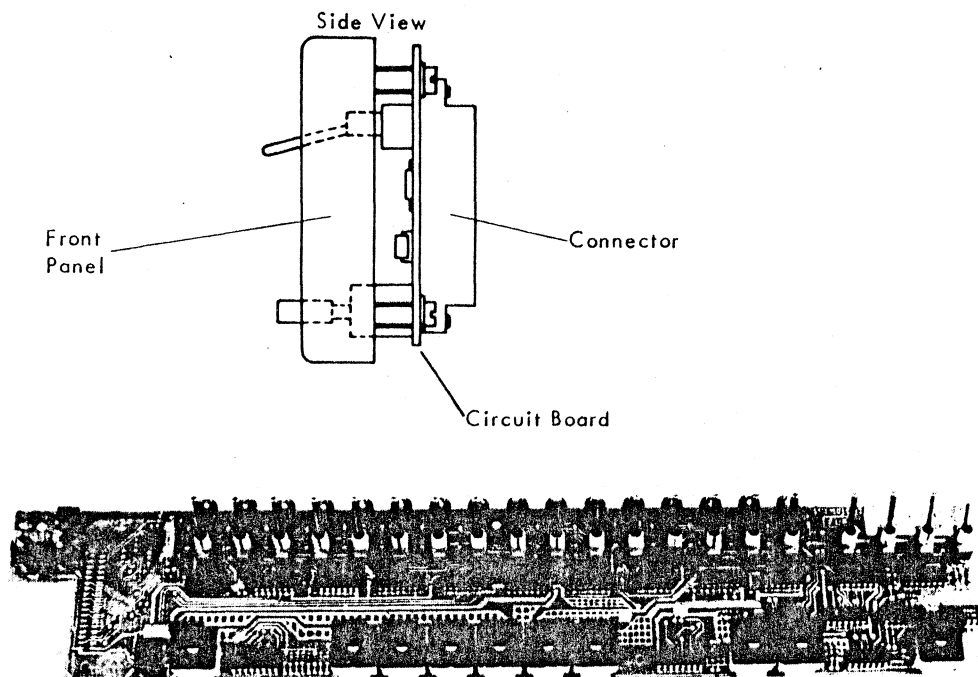 Side View
Front
Panel
Connector
Circuit Board